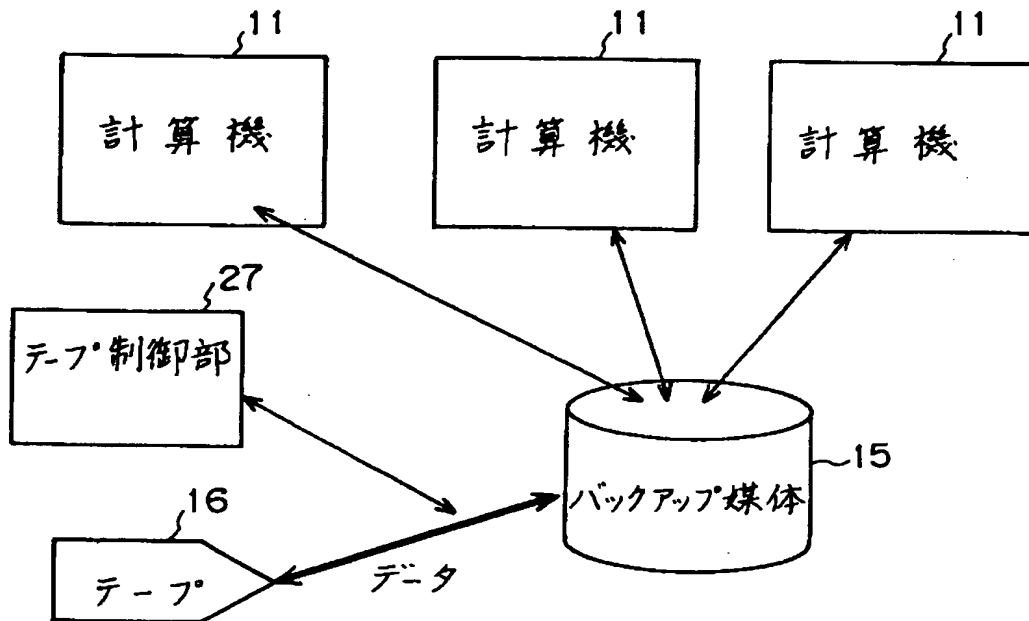 11
11
11
計算機
計算機
計算機
27
テープ制御部
15
バックアップ媒体
16
テープ
データ